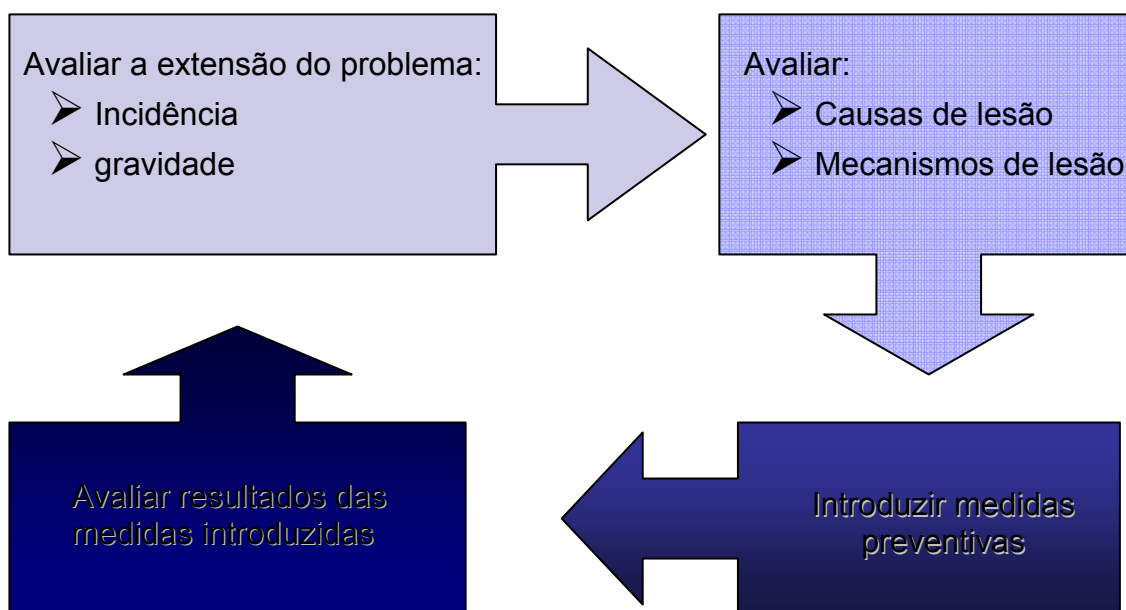 Avaliar a extensão do problema:
➢ Incidência
➢ gravidade
Avaliar:
➢ Causas de lesão
➢ Mecanismos de lesão
Introduzir medidas
preventivas
Avaliar resultados das
medidas introduzidas